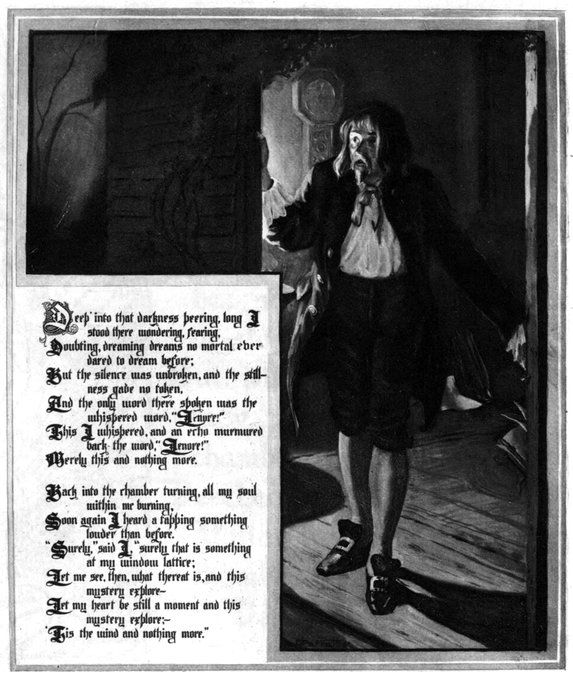 Deep into that darkness peering, long I
stood there wondering, fearing,
Doubting, dreaming dreams no mortal ever
dared to dream before;
But the silence was unbroken, and the still-
ness gave no token,
And the only word there spoken was the
whispered word, "Lenore!"
This I whispered, and an echo murmured
back the word, "Lenore!"
Merely this and nothing more.
Back into the chamber turning, all my soul
within me burning,
Soon again I heard a tapping something
louder than before.
"Surely," said I, "surely that is something
at my window lattice;
Let me see, then, what thereat is, and this
mystery explore—
Let my heart be still a moment and this
mystery explore;—
'Tis the wind and nothing more."